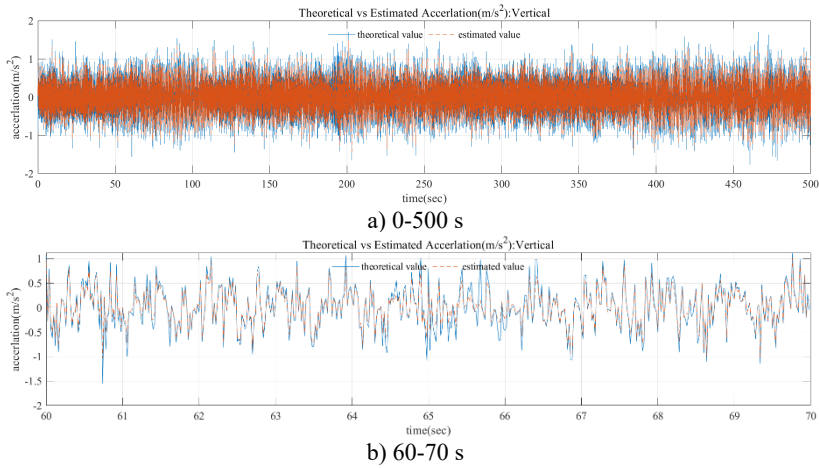 Theoretical vs Estimated Accerlation(m/s²):Vertical
theoretical value estimated value
accerlation(m/s²)
2
1
0
-1
-2
0 50 100 150 200 250 300 350 400 450 500
time(sec)
a) 0-500 s
Theoretical vs Estimated Accerlation(m/s²):Vertical
theoretical value estimated value
accerlation(m/s²)
1
0.5
0
-0.5
-1
-1.5
-2
60 61 62 63 64 65 66 67 68 69 70
time(sec)
b) 60-70 s